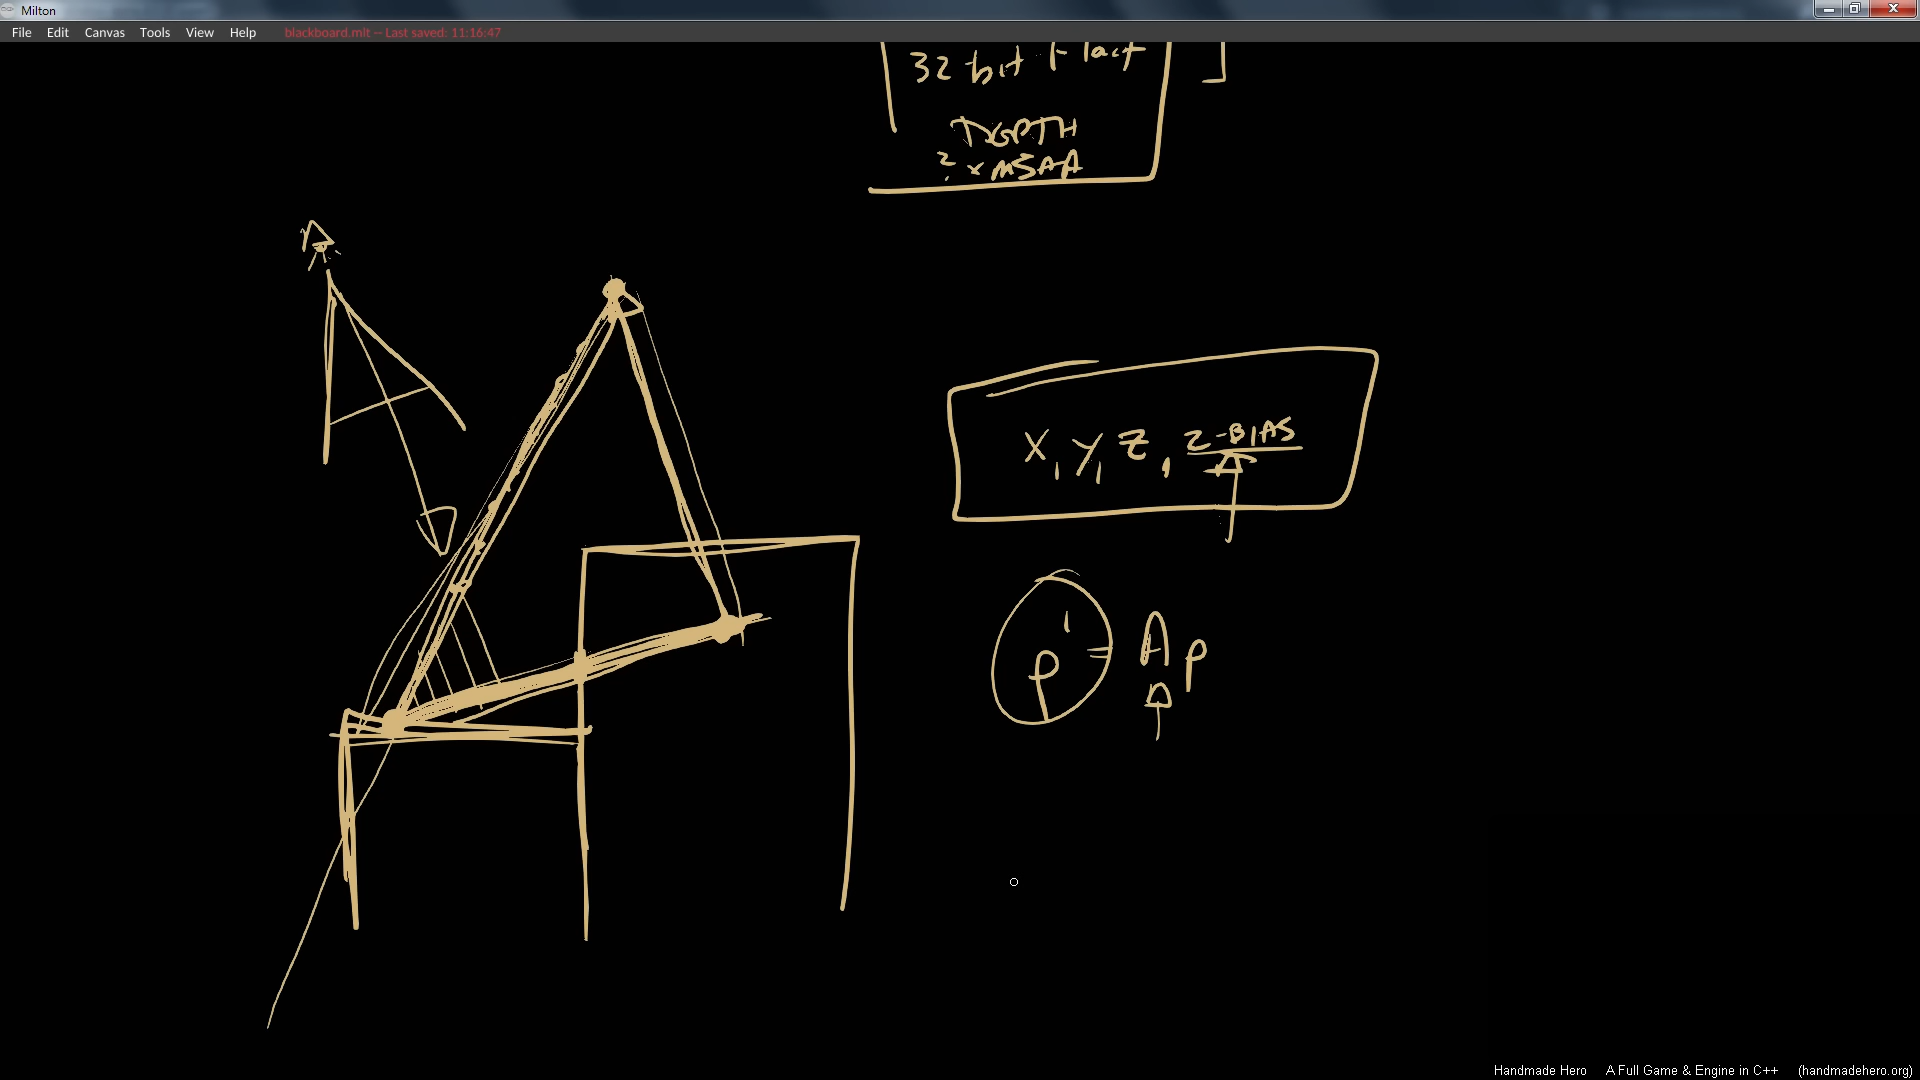 Milton
File Edit Canvas Tools View Help blackboard.mlt -- Last saved: 11:16:47
32-bit Float
DEPTH
? x MSAA
X, Y, Z, Z-BIAS
p' = A p
Handmade Hero A Full Game & Engine in C++ (handmadehero.org)